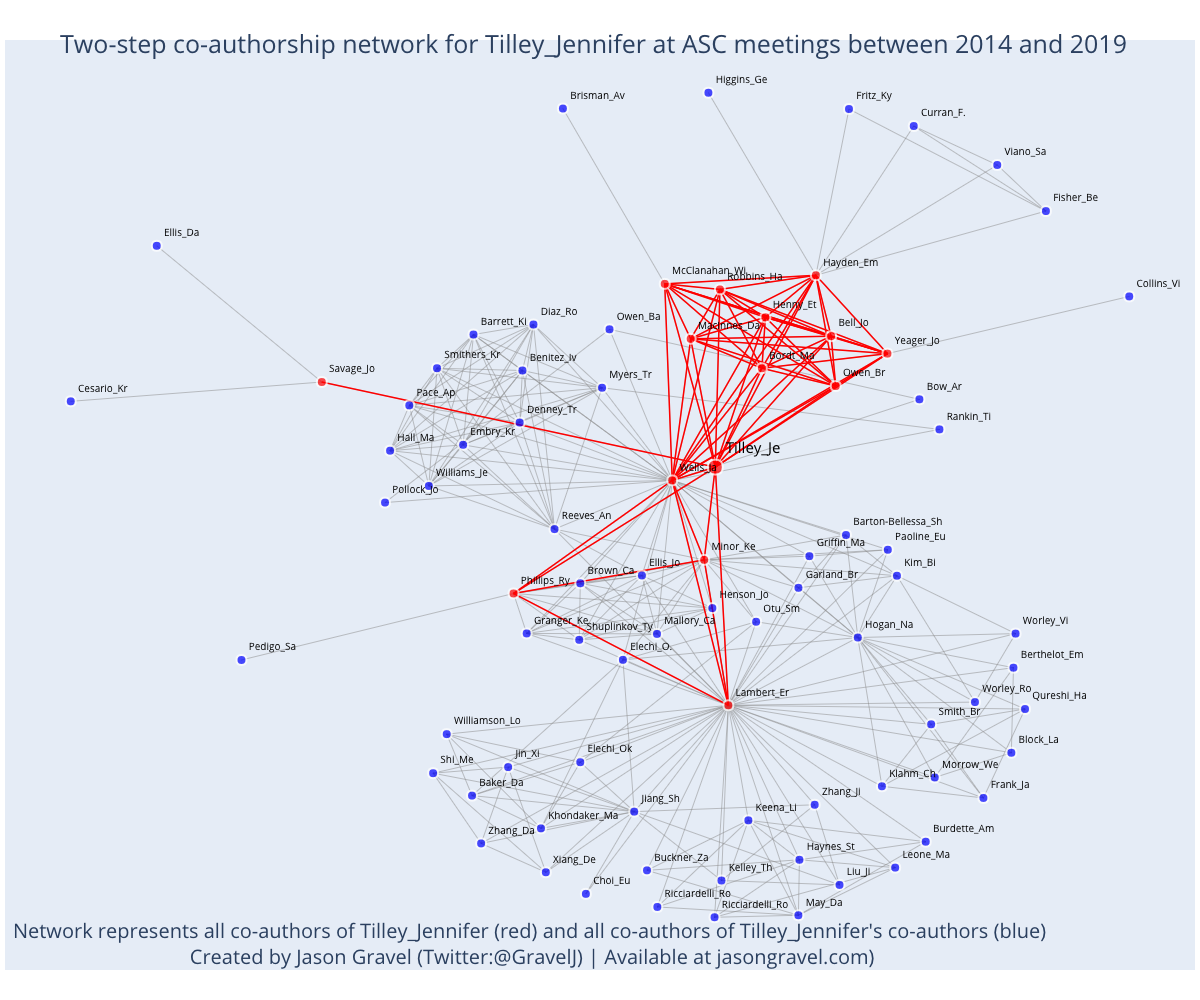 Two-step co-authorship network for Tilley_Jennifer at ASC meetings between 2014 and 2019
Higgins_Ge
Brisman_Av
Fritz_Ky
Curran_F.
Viano_Sa
Fisher_Be
Ellis_Da
Hayden_Em
McClanahan_Wi
Robbins_Ha
Collins_Vi
Henny_Et
Diaz_Ro
Owen_Ba
Barrett_Ki
MacInnes_Da
Bell_Jo
Yeager_Jo
Smithers_Kr
Benitez_Iv
Bordt_Ma
Savage_Jo
Myers_Tr
Owen_Br
Cesario_Kr
Pace_Ap
Bow_Ar
Denney_Tr
Rankin_Ti
Hall_Ma
Embry_Kr
Tilley_Je
Williams_Je
Wells_Ja
Pollock_Jo
Reeves_An
Barton-Bellessa_Sh
Griffin_Ma
Paoline_Eu
Minor_Ke
Ellis_Jo
Kim_Bi
Phillips_Ry
Brown_Ca
Garland_Br
Henson_Jo
Otu_Sm
Granger_Ke
Shuplinkov_Ty
Mallory_Ca
Hogan_Na
Worley_Vi
Pedigo_Sa
Elechi_O.
Berthelot_Em
Lambert_Er
Worley_Ro
Qureshi_Ha
Smith_Br
Williamson_Lo
Block_La
Jin_Xi
Elechi_Ok
Shi_Me
Klahm_Ch
Morrow_We
Baker_Da
Frank_Ja
Jiang_Sh
Zhang_Ji
Khondaker_Ma
Keena_Li
Zhang_Da
Burdette_Am
Xiang_De
Buckner_Za
Haynes_St
Leone_Ma
Choi_Eu
Kelley_Th
Liu_Ji
Ricciardelli_Ro
Ricciardelli_Ro
May_Da
Network represents all co-authors of Tilley_Jennifer (red) and all co-authors of Tilley_Jennifer's co-authors (blue)
Created by Jason Gravel (Twitter:@GravelJ) | Available at jasongravel.com)